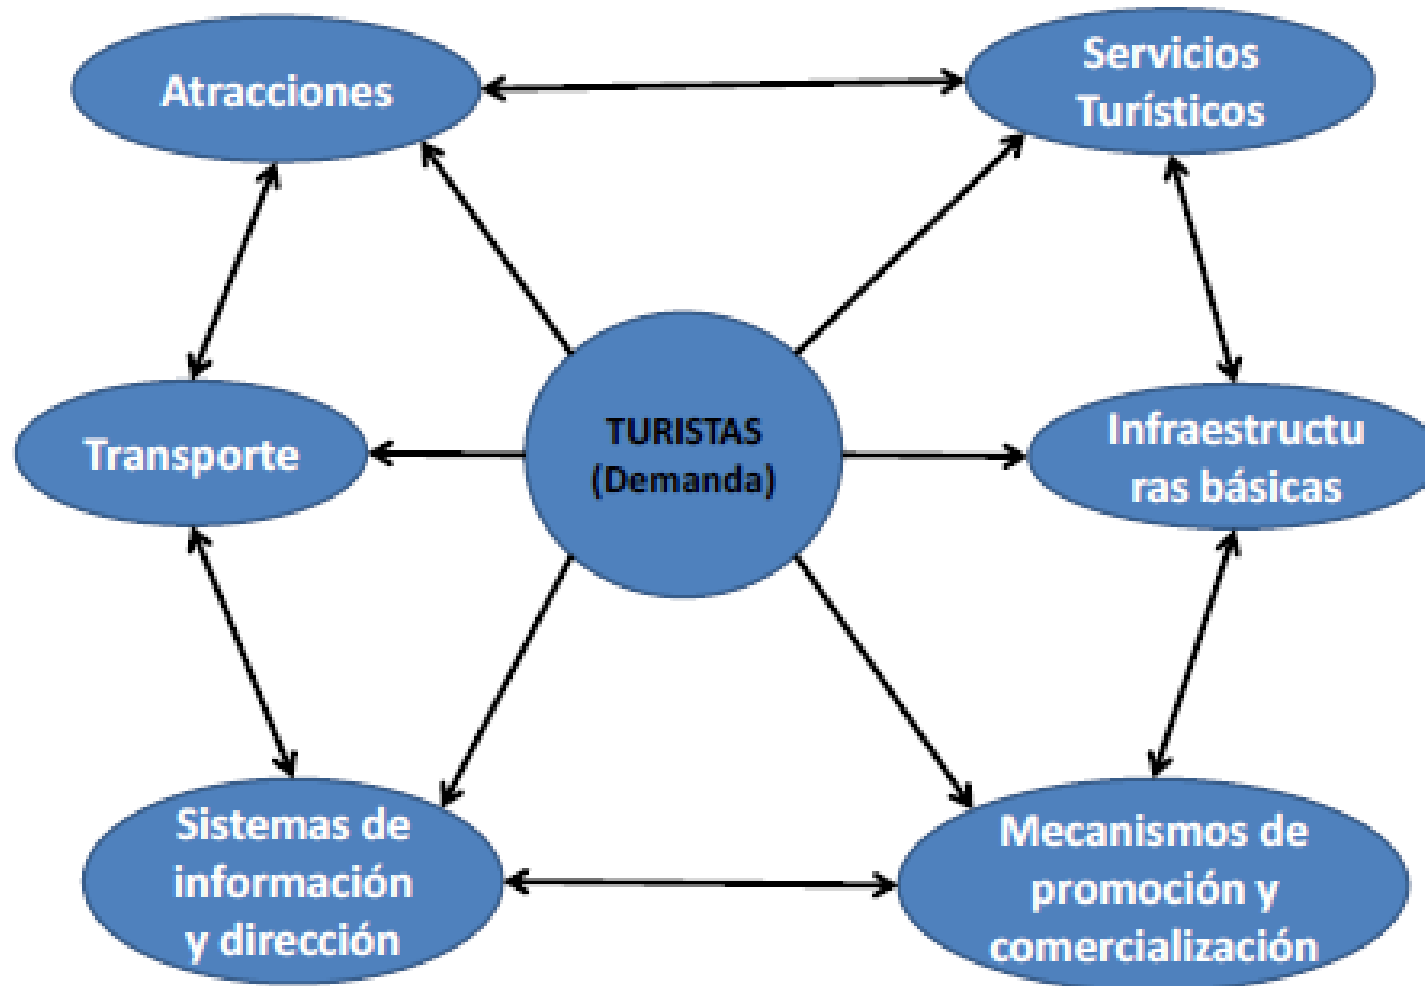 Atracciones
Servicios
Turísticos
Transporte
TURISTAS
(Demanda)
Infraestructu
ras básicas
Sistemas de
información
y dirección
Mecanismos de
promoción y
comercialización